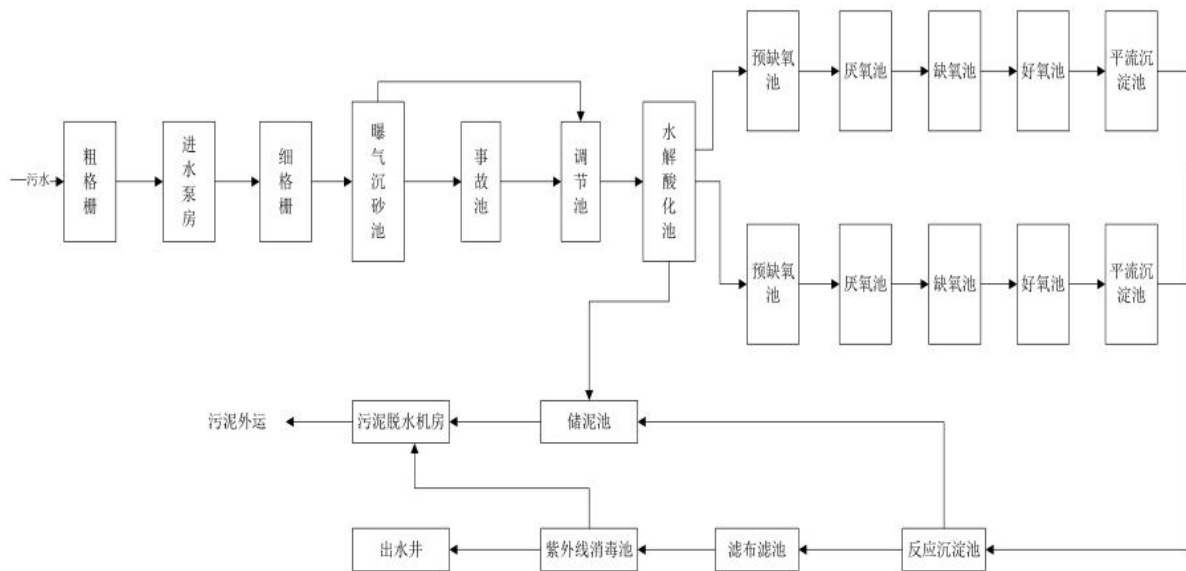 预缺氧
池
厌氧池
缺氧池
好氧池
平流沉
淀池
污水
粗格栅
进水泵房
细格栅
曝气沉砂池
事故池
调节池
水解酸化池
预缺氧
池
厌氧池
缺氧池
好氧池
平流沉
淀池
污泥外运
污泥脱水机房
储泥池
出水井
紫外线消毒池
滤布滤池
反应沉淀池